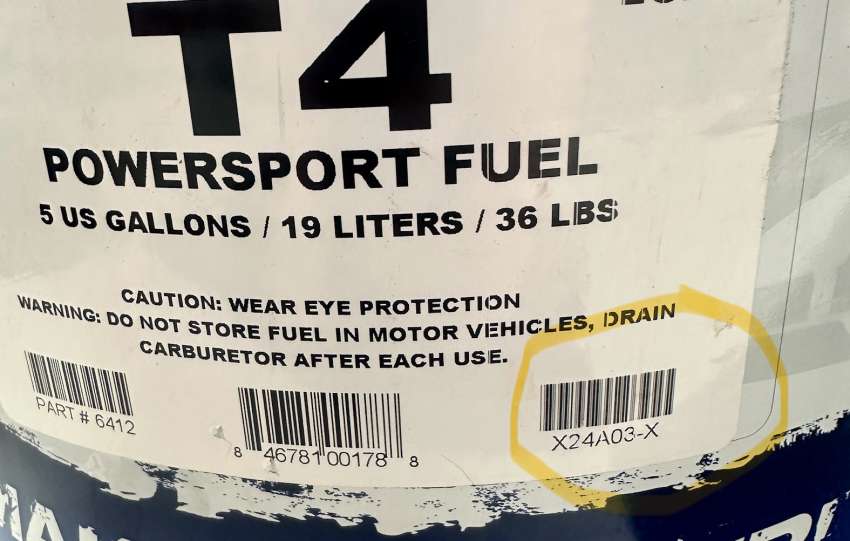 T4
POWERSPORT FUEL
5 US GALLONS / 19 LITERS / 36 LBS
CAUTION: WEAR EYE PROTECTION
WARNING: DO NOT STORE FUEL IN MOTOR VEHICLES, DRAIN
CARBURETOR AFTER EACH USE.
PART # 6412
8 46781 00178 8
X24A03-X